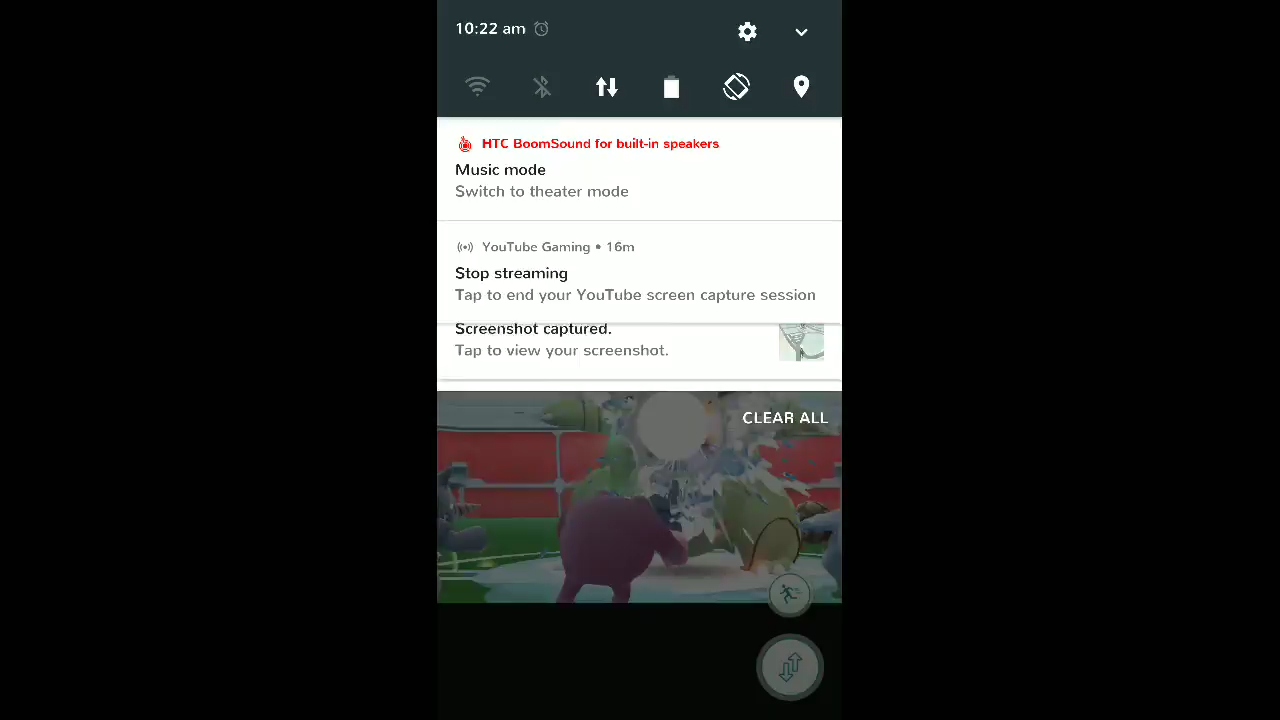 10:22 am
HTC BoomSound for built-in speakers
Music mode
Switch to theater mode
YouTube Gaming • 16m
Stop streaming
Tap to end your YouTube screen capture session
Screenshot captured.
Tap to view your screenshot.
CLEAR ALL